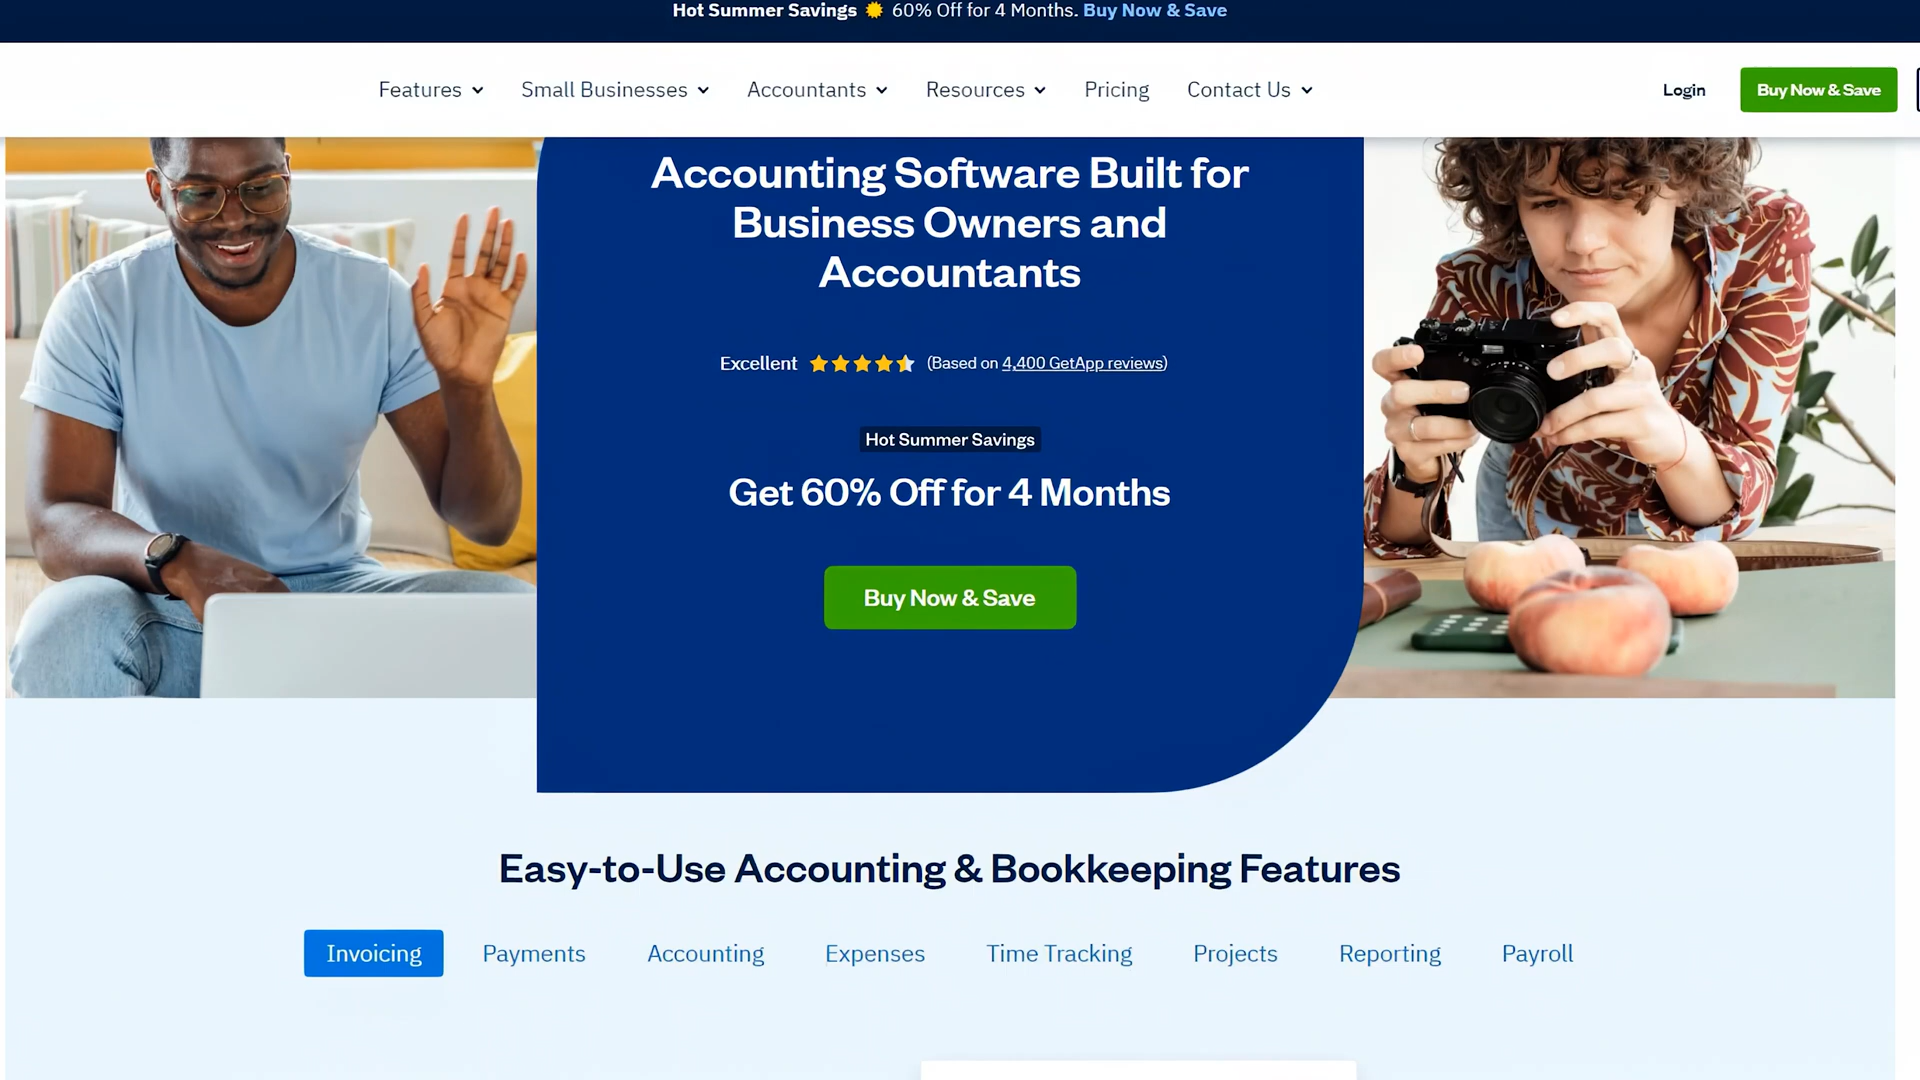 Hot Summer Savings 60% Off for 4 Months. Buy Now & Save
Features Small Businesses Accountants Resources Pricing Contact Us Login Buy Now & Save
Accounting Software Built for
Business Owners and
Accountants
Excellent (Based on 4,400 GetApp reviews)
Hot Summer Savings
Get 60% Off for 4 Months
Buy Now & Save
Easy-to-Use Accounting & Bookkeeping Features
Invoicing Payments Accounting Expenses Time Tracking Projects Reporting Payroll